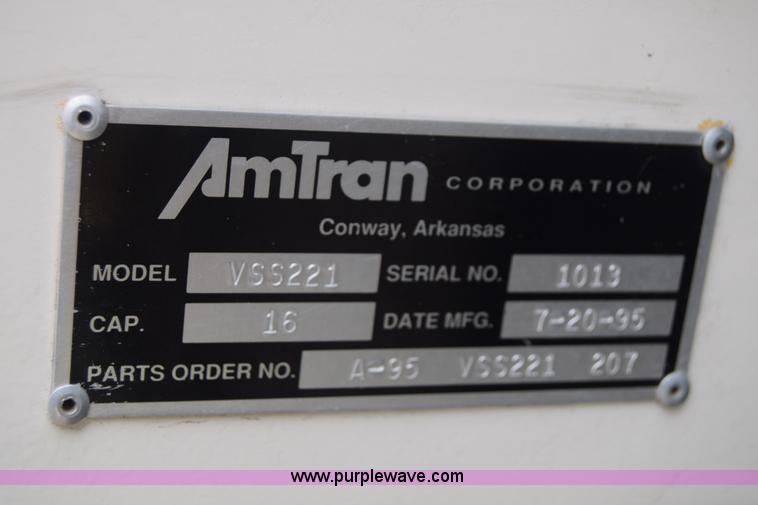 AmTran CORPORATION
Conway, Arkansas
MODEL VSS221 SERIAL NO. 1013
CAP. 16 DATE MFG. 7-20-95
PARTS ORDER NO. A-95 VSS221 207
www.purplewave.com